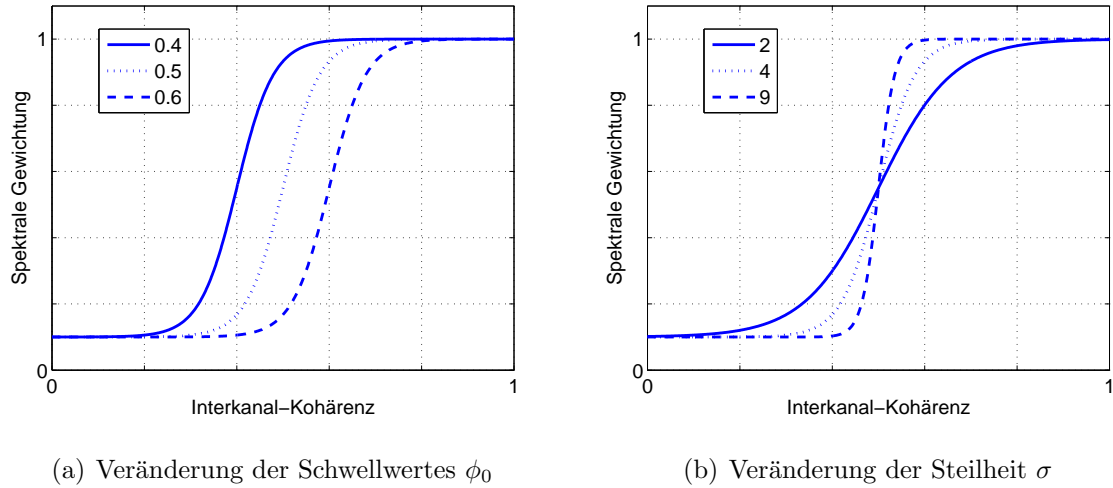 1
0.4
0.5
0.6
Spektrale Gewichtung
0
0
1
Interkanal-Kohärenz
(a) Veränderung der Schwellwertes ϕ₀
1
2
4
9
Spektrale Gewichtung
0
0
1
Interkanal-Kohärenz
(b) Veränderung der Steilheit σ